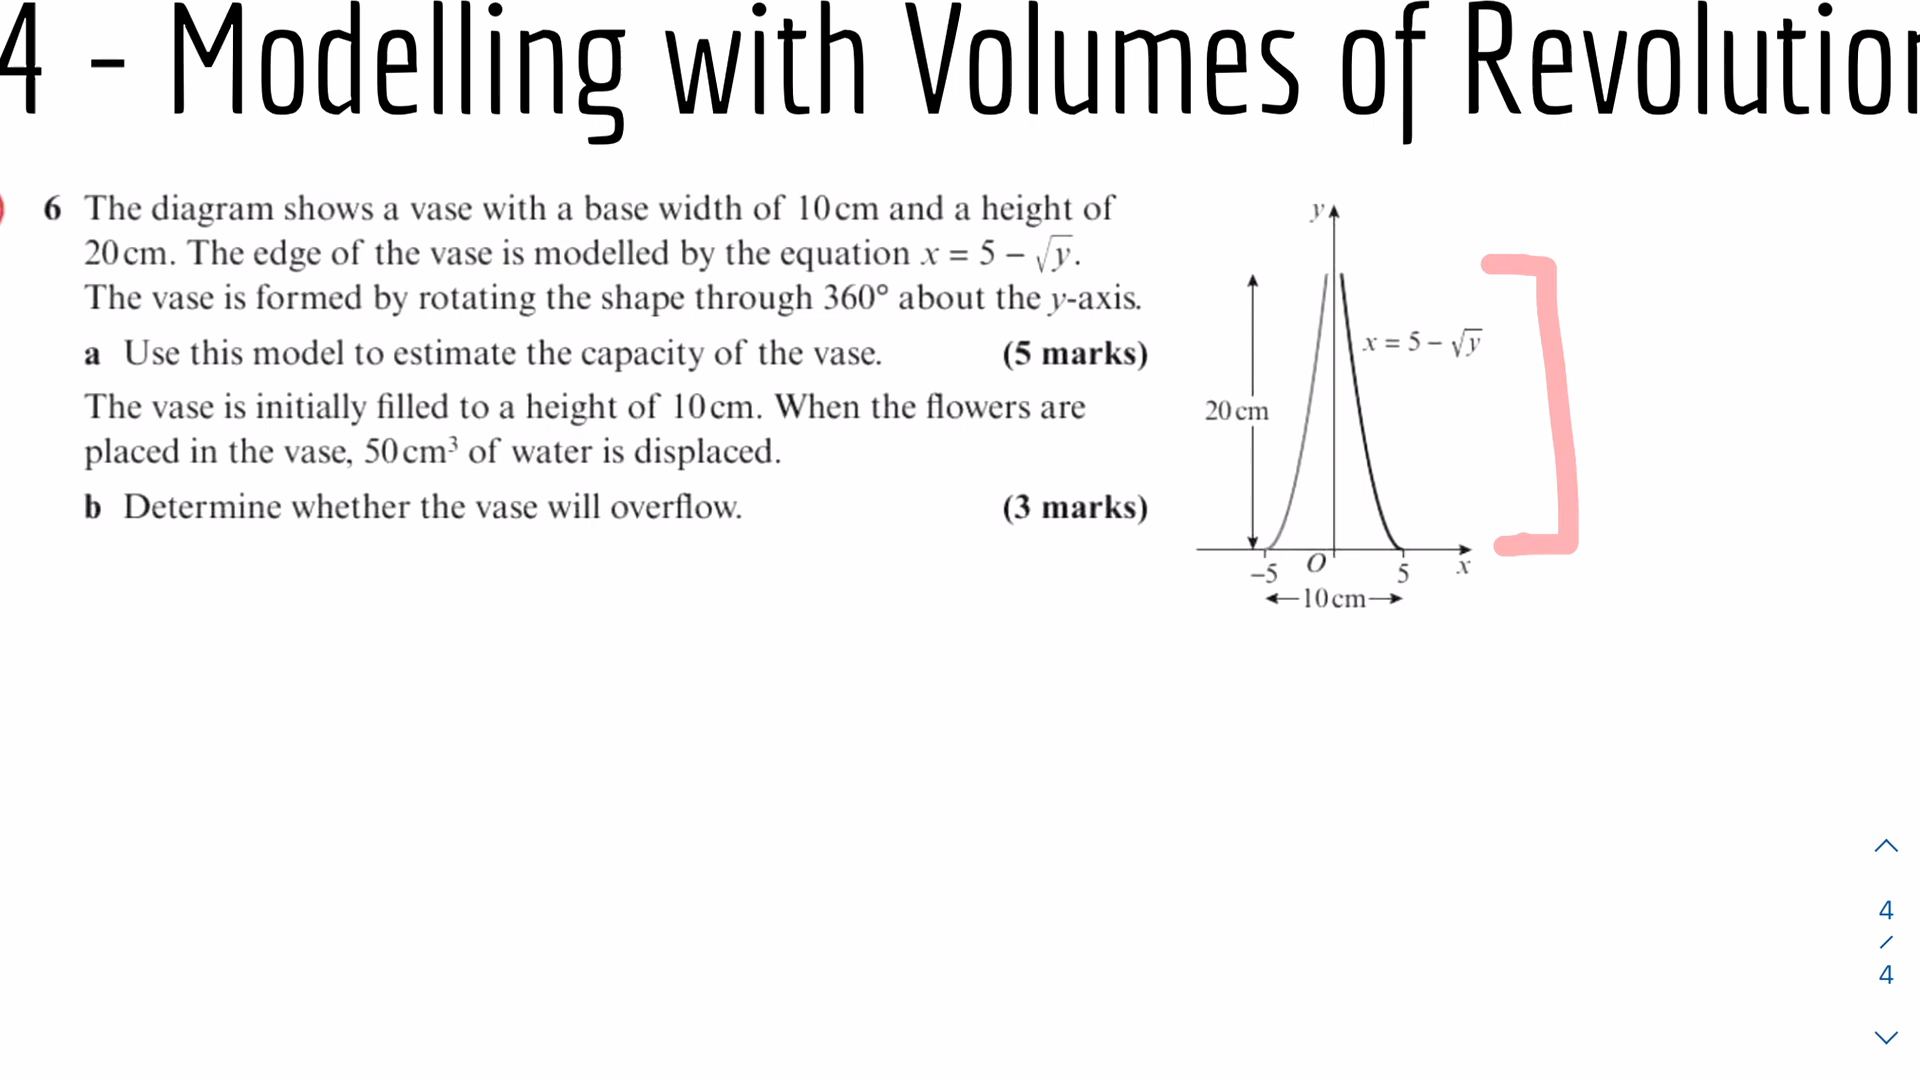 4 - Modelling with Volumes of Revolution
6 The diagram shows a vase with a base width of 10 cm and a height of
20 cm. The edge of the vase is modelled by the equation x = 5 − √y.
The vase is formed by rotating the shape through 360° about the y-axis.
a Use this model to estimate the capacity of the vase. (5 marks)
The vase is initially filled to a height of 10 cm. When the flowers are
placed in the vase, 50 cm³ of water is displaced.
b Determine whether the vase will overflow. (3 marks)
y
x = 5 − √y
20 cm
−5 O 5 x
10 cm
4
/
4